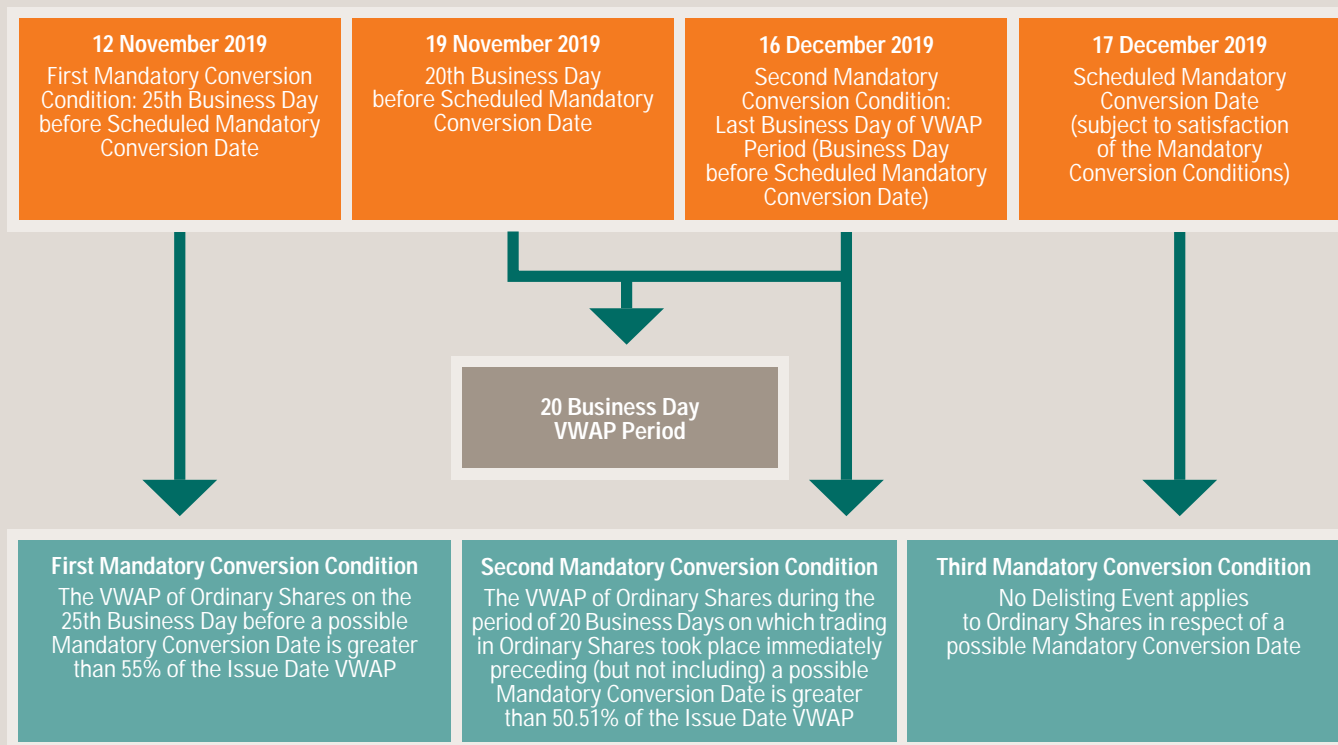 12 November 2019
First Mandatory Conversion
Condition: 25th Business Day
before Scheduled Mandatory
Conversion Date
19 November 2019
20th Business Day
before Scheduled Mandatory
Conversion Date
16 December 2019
Second Mandatory
Conversion Condition:
Last Business Day of VWAP
Period (Business Day
before Scheduled Mandatory
Conversion Date)
17 December 2019
Scheduled Mandatory
Conversion Date
(subject to satisfaction
of the Mandatory
Conversion Conditions)
20 Business Day
VWAP Period
First Mandatory Conversion Condition
The VWAP of Ordinary Shares on the
25th Business Day before a possible
Mandatory Conversion Date is greater
than 55% of the Issue Date VWAP
Second Mandatory Conversion Condition
The VWAP of Ordinary Shares during the
period of 20 Business Days on which trading
in Ordinary Shares took place immediately
preceding (but not including) a possible
Mandatory Conversion Date is greater
than 50.51% of the Issue Date VWAP
Third Mandatory Conversion Condition
No Delisting Event applies
to Ordinary Shares in respect of a
possible Mandatory Conversion Date